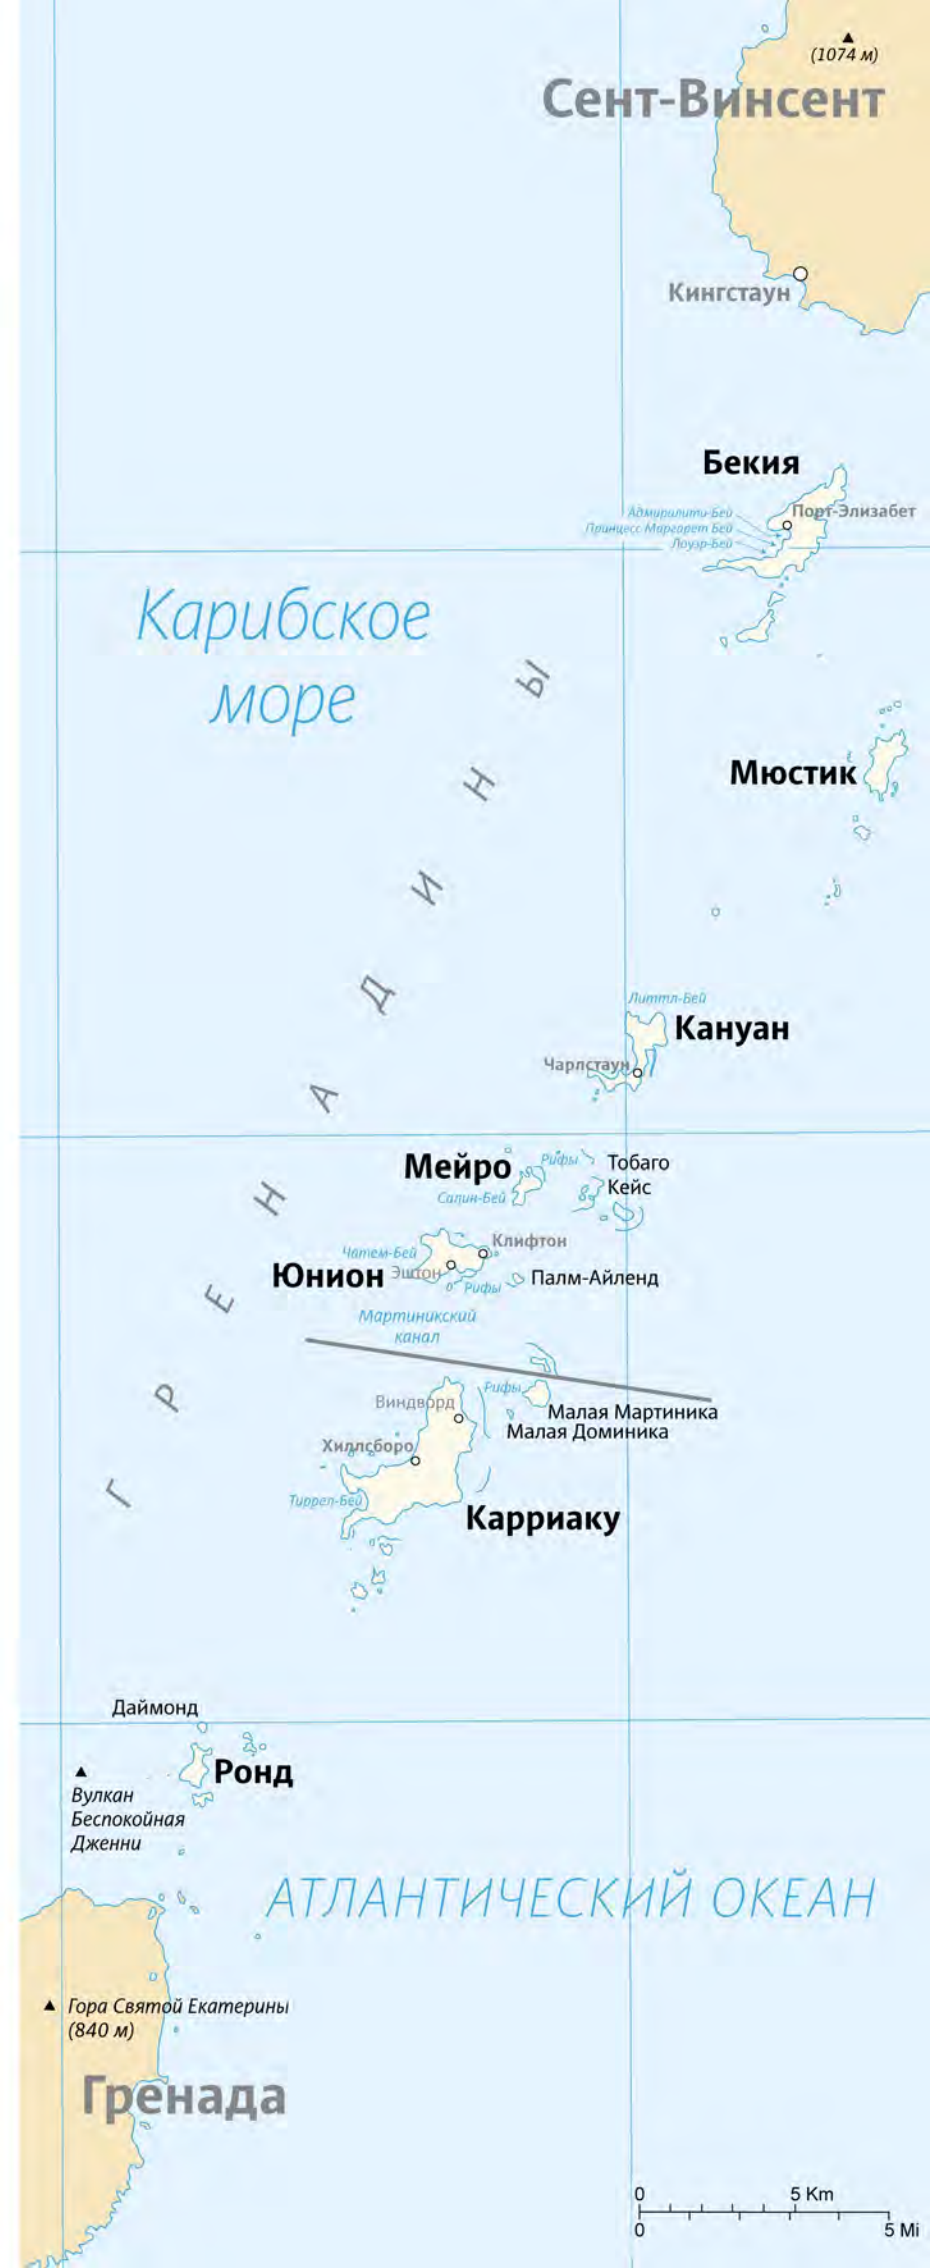 (1074 м)
Сент-Винсент
Кингстаун
Бекия
Порт-Элизабет
Адмиралити-Бей
Принцесс Маргарет Бей
Лоуэр-Бей
Карибское
море
Мюстик
ГРЕНАДИНЫ
Литтл-Бей
Кануан
Чарлстаун
Мейро
Рифы
Тобаго
Кейс
Салин-Бей
Клифтон
Чатем-Бей
Юнион
Эштон
Рифы
Палм-Айленд
Мартиникский
канал
Рифы
Виндворд
Малая Мартиника
Малая Доминика
Хиллсборо
Тиррел-Бей
Карриаку
Даймонд
Ронд
Вулкан
Беспокойная
Дженни
АТЛАНТИЧЕСКИЙ ОКЕАН
Гора Святой Екатерины
(840 м)
Гренада
0 5 Km
0 5 Mi